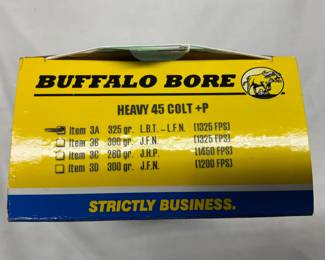 BUFFALO BORE
HEAVY 45 COLT +P
Item 3A 325 gr. L.B.T. - L.F.N. (1325 FPS)
Item 3B 300 gr. J.F.N. (1325 FPS)
Item 3C 260 gr. J.H.P. (1450 FPS)
Item 3D 300 gr. J.F.N. (1200 FPS)
STRICTLY BUSINESS.